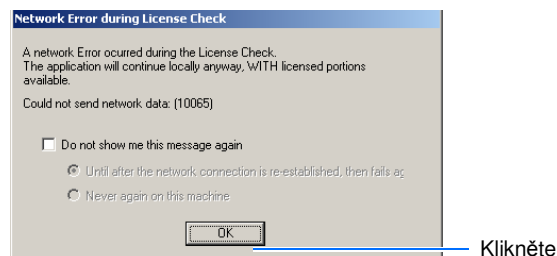 Network Error during License Check
A network Error ocurred during the License Check.
The application will continue locally anyway, WITH licensed portions
available.
Could not send network data: (10065)
Do not show me this message again
Until after the network connection is re-established, then fails ag
Never again on this machine
OK
Klikněte